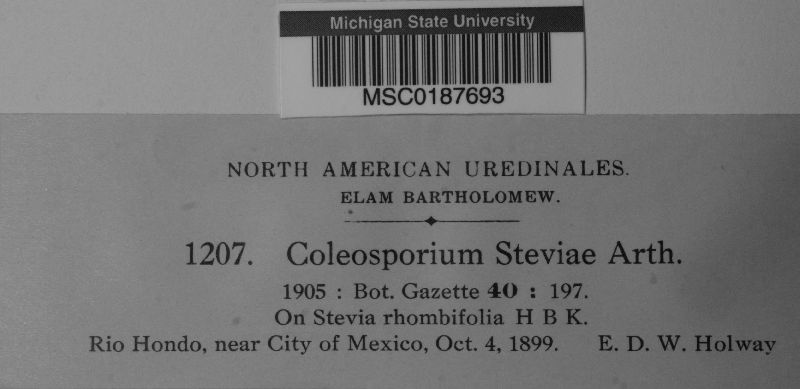 Michigan State University
MSC0187693
NORTH AMERICAN UREDINALES.
ELAM BARTHOLOMEW.
1207. Coleosporium Steviae Arth.
1905 : Bot. Gazette 40 : 197.
On Stevia rhombifolia H B K.
Rio Hondo, near City of Mexico, Oct. 4, 1899. E. D. W. Holway